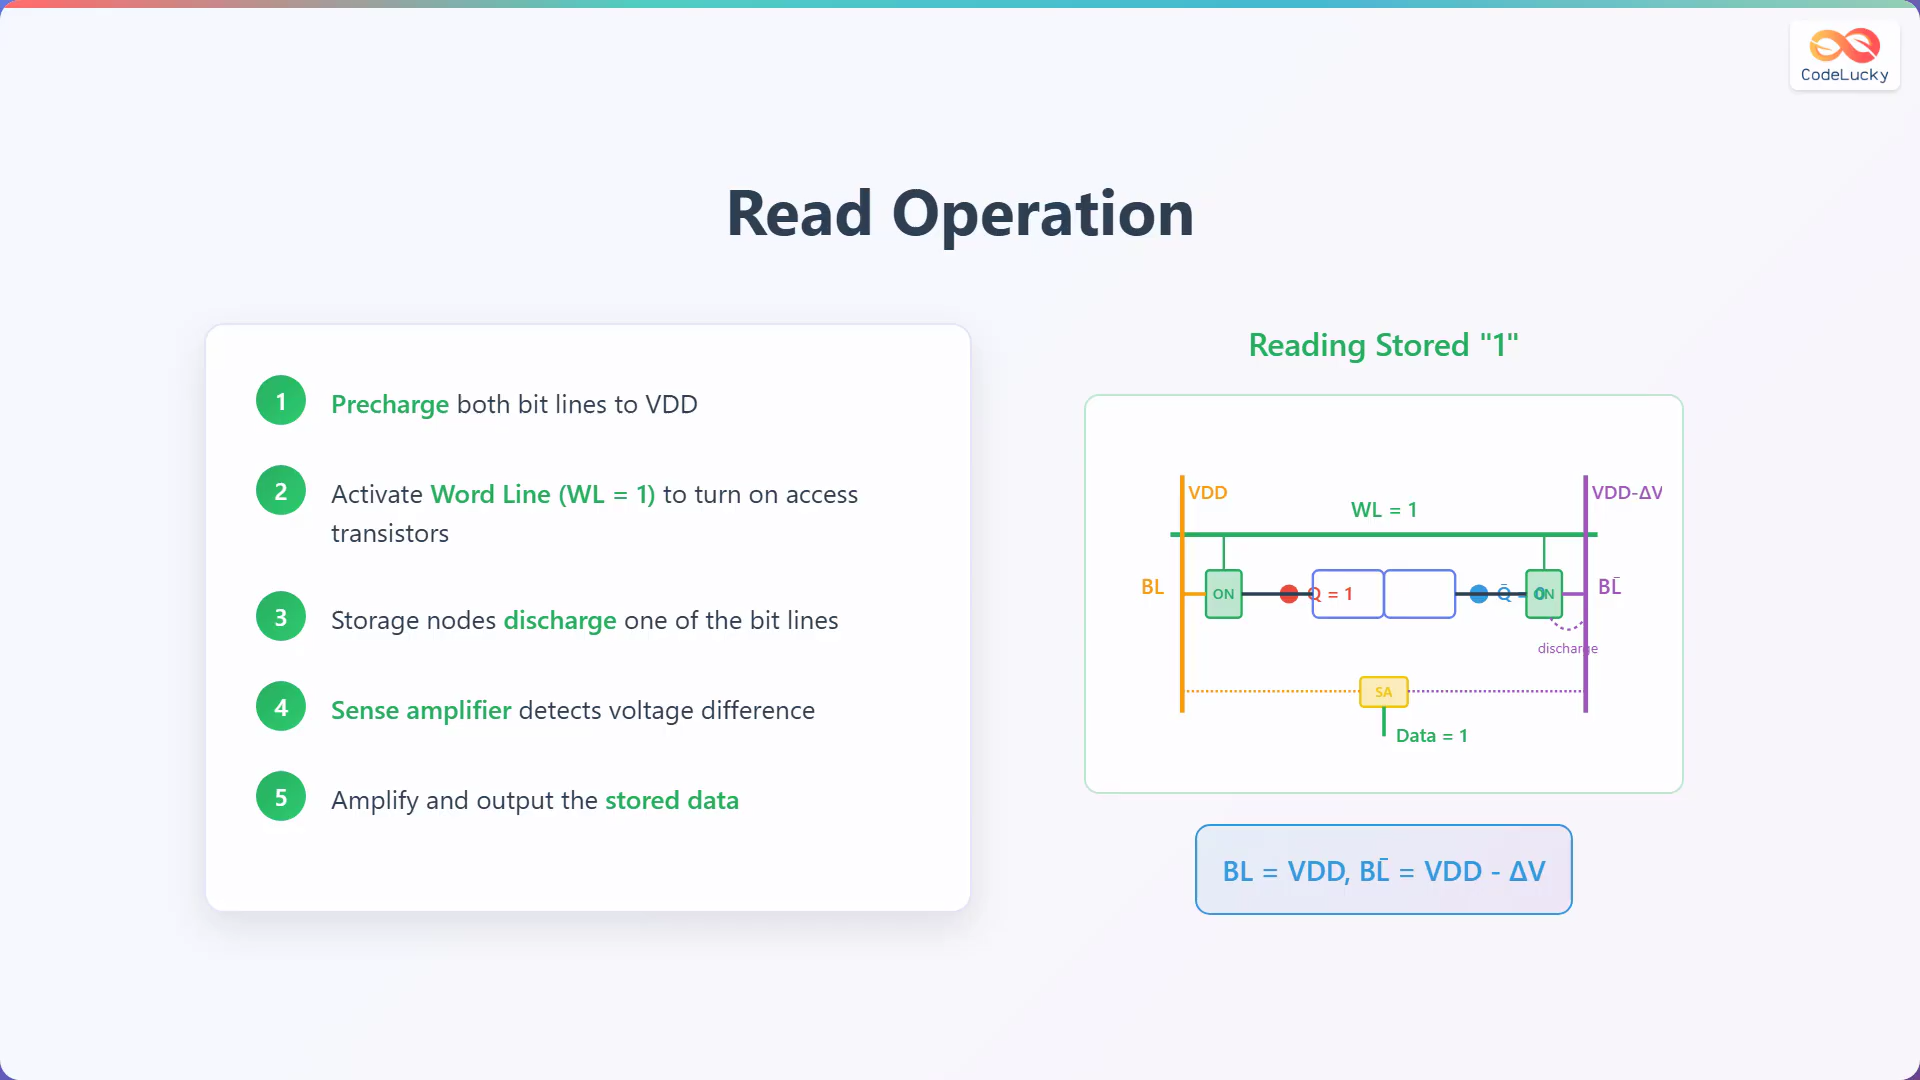 CodeLucky
Read Operation
1
Precharge both bit lines to VDD
2
Activate Word Line (WL = 1) to turn on access
transistors
3
Storage nodes discharge one of the bit lines
4
Sense amplifier detects voltage difference
5
Amplify and output the stored data
Reading Stored "1"
VDD
WL = 1
VDD-ΔV
BL
ON
Q = 1
Q̄ = 0
ON
BL̄
discharge
SA
Data = 1
BL = VDD, BL̄ = VDD - ΔV